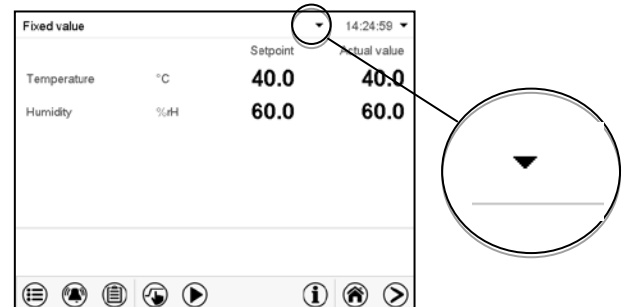 Fixed value 14:24:59
Setpoint Actual value
Temperature °C 40.0 40.0
Humidity %rH 60.0 60.0